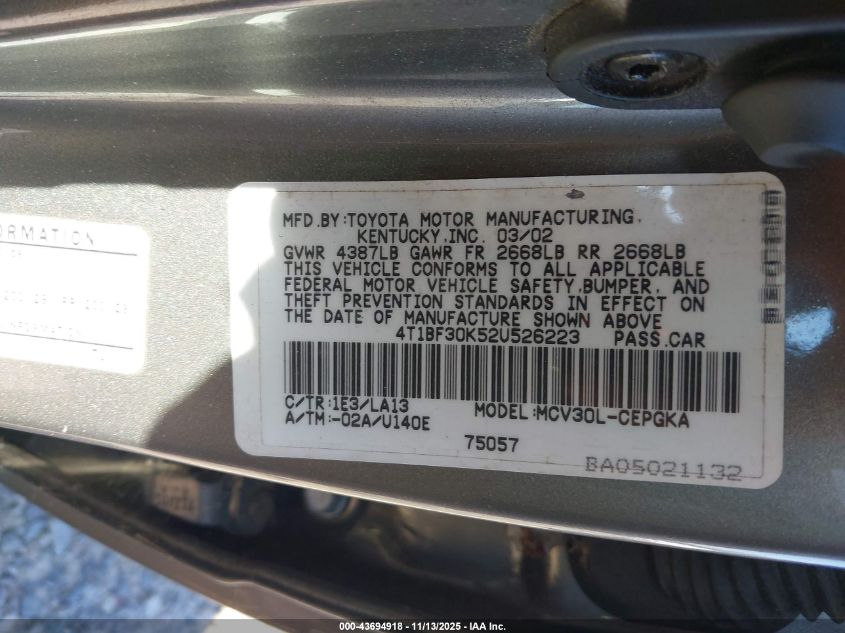 MFD.BY:TOYOTA MOTOR MANUFACTURING,
KENTUCKY,INC. 03/02
GVWR 4387LB GAWR FR 2668LB RR 2668LB
THIS VEHICLE CONFORMS TO ALL APPLICABLE
FEDERAL MOTOR VEHICLE SAFETY,BUMPER, AND
THEFT PREVENTION STANDARDS IN EFFECT ON
THE DATE OF MANUFACTURE SHOWN ABOVE
4T1BF30K52U526223 PASS.CAR
C/TR:1E3/LA13
A/TM:-02A/U140E
MODEL:MCV30L-CEPGKA
75057
BA05021132
ORMATION
INFORMATION
000-43694918 - 11/13/2025 - IAA Inc.